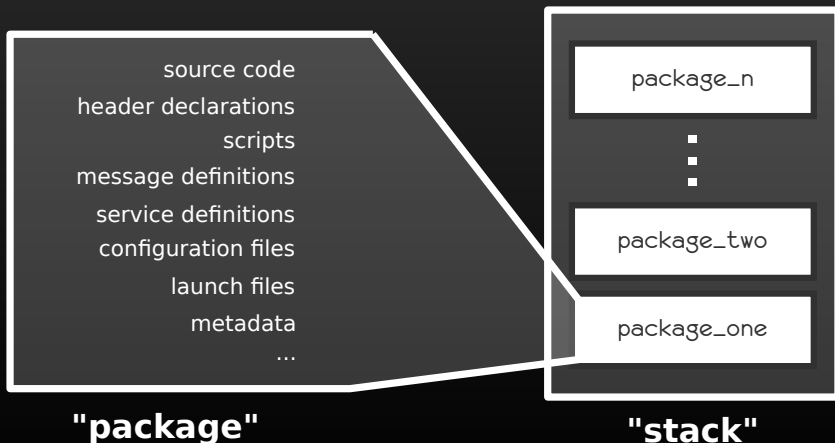 source code
header declarations
scripts
message definitions
service definitions
configuration files
launch files
metadata
...
"package"
package_n
package_two
package_one
"stack"